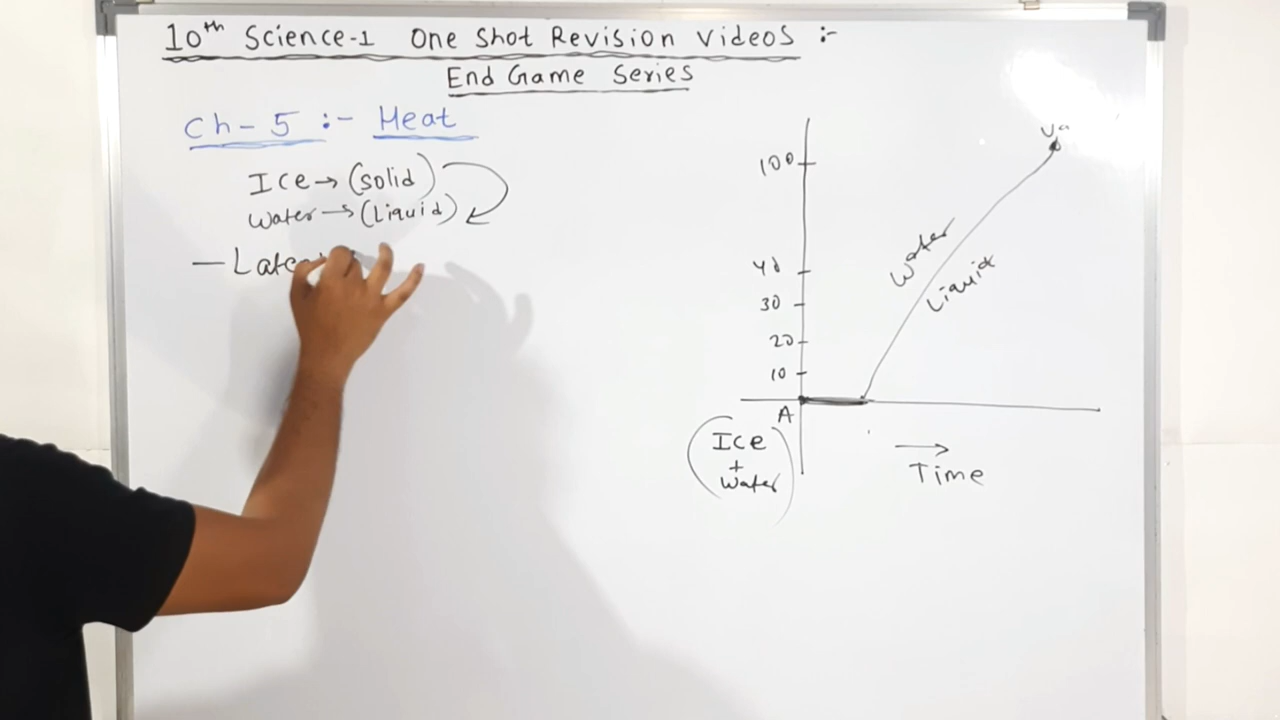 10th Science-1 One Shot Revision Videos :-
End Game Series
Ch-5 :- Heat
Ice → (solid)
Water → (Liquid)
100
40
30
20
10
A
Ice
+
Water
Water
Liquid
→
Time